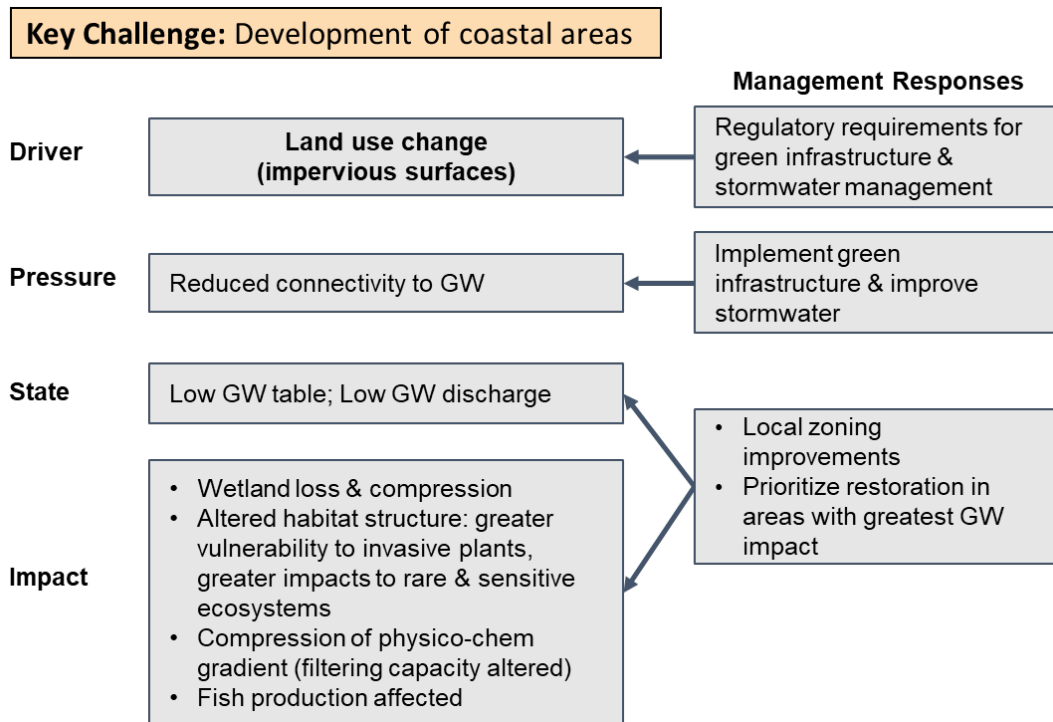 Key Challenge: Development of coastal areas
Management Responses
Driver
Land use change
(impervious surfaces)
Regulatory requirements for
green infrastructure &
stormwater management
Pressure
Reduced connectivity to GW
Implement green
infrastructure & improve
stormwater
State
Low GW table; Low GW discharge
• Local zoning
improvements
• Prioritize restoration in
areas with greatest GW
impact
Impact
• Wetland loss & compression
• Altered habitat structure: greater
vulnerability to invasive plants,
greater impacts to rare & sensitive
ecosystems
• Compression of physico-chem
gradient (filtering capacity altered)
• Fish production affected